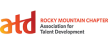 atd
ROCKY MOUNTAIN CHAPTER
Association for
Talent Development